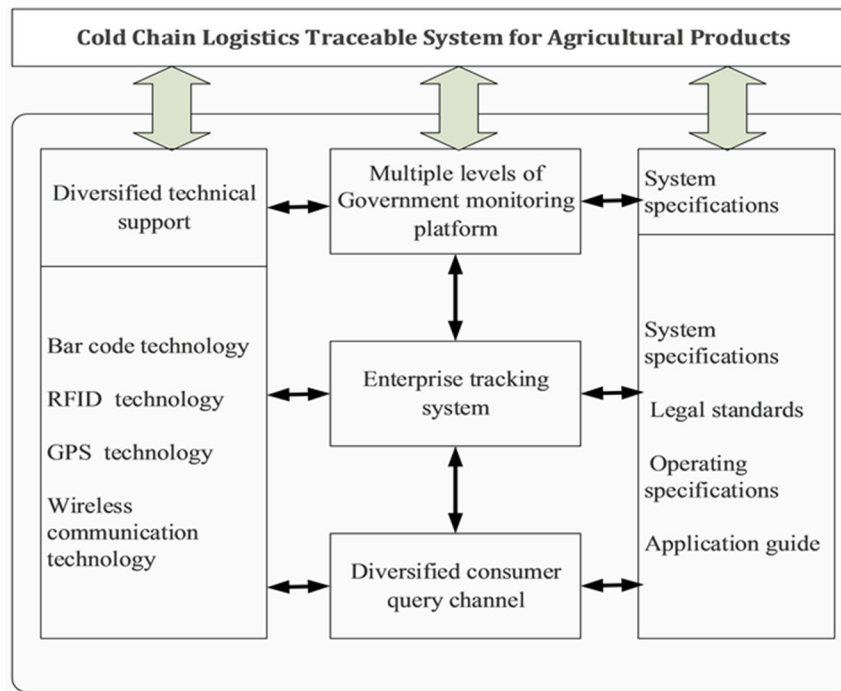 Cold Chain Logistics Traceable System for Agricultural Products
Diversified technical
support
Bar code technology
RFID technology
GPS technology
Wireless
communication
technology
Multiple levels of
Government monitoring
platform
Enterprise tracking
system
Diversified consumer
query channel
System
specifications
System
specifications
Legal standards
Operating
specifications
Application guide